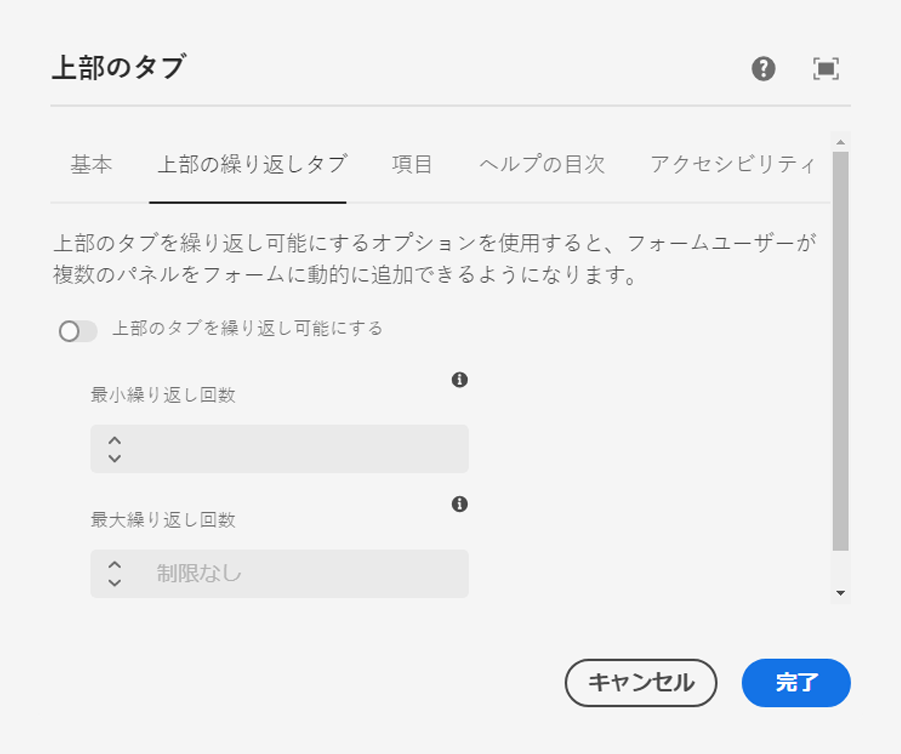 上部のタブ
基本 上部の繰り返しタブ 項目 ヘルプの目次 アクセシビリティ
上部のタブを繰り返し可能にするオプションを使用すると、フォームユーザーが
複数のパネルをフォームに動的に追加できるようになります。
上部のタブを繰り返し可能にする
最小繰り返し回数
最大繰り返し回数
制限なし
キャンセル 完了